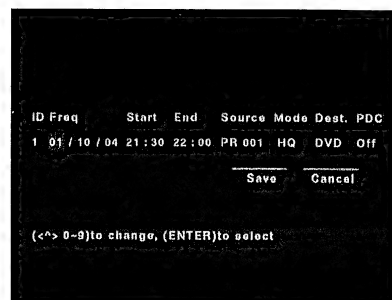 ID Freq Start End Source Mode Dest. PDC
1 01 / 10 / 04 21 : 30 22 : 00 PR 001 HQ DVD Off
Save Cancel
(<^> 0~9)to change, (ENTER)to select